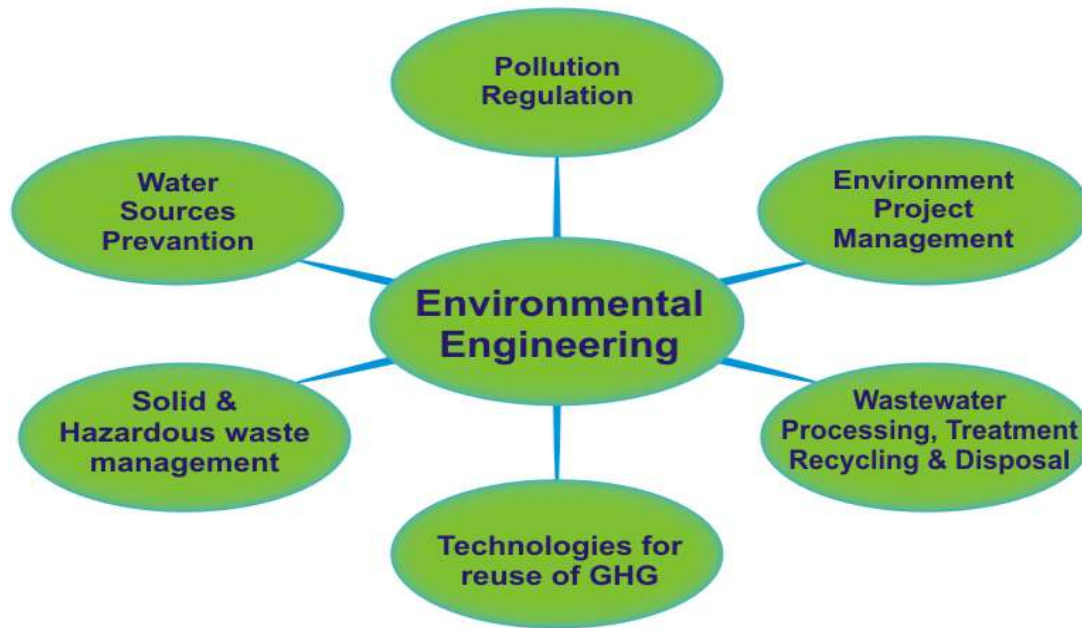 Pollution
Regulation
Water
Sources
Prevantion
Environment
Project
Management
Environmental
Engineering
Solid &
Hazardous waste
management
Wastewater
Processing, Treatment
Recycling & Disposal
Technologies for
reuse of GHG